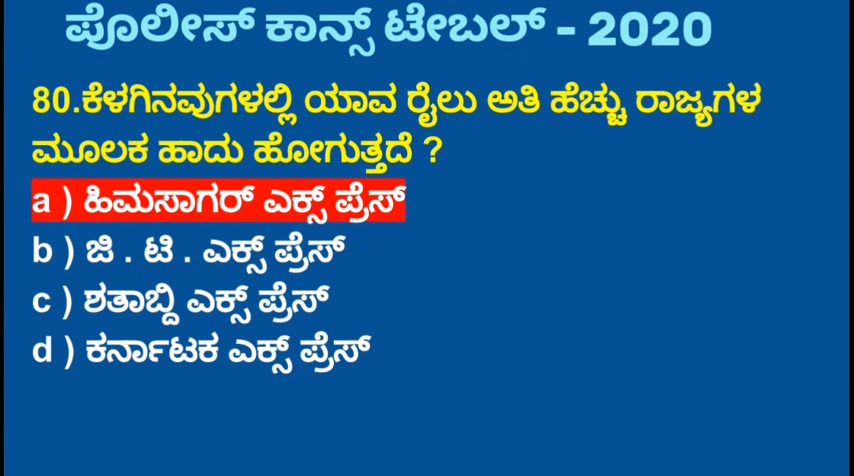 ಪೊಲೀಸ್ ಕಾನ್ಸ್ ಟೇಬಲ್ - 2020
80.ಕೆಳಗಿನವುಗಳಲ್ಲಿ ಯಾವ ರೈಲು ಅತಿ ಹೆಚ್ಚು ರಾಜ್ಯಗಳ
ಮೂಲಕ ಹಾದು ಹೋಗುತ್ತದೆ ?
a ) ಹಿಮಸಾಗರ್ ಎಕ್ಸ್ ಪ್ರೆಸ್
b ) ಜಿ . ಟಿ . ಎಕ್ಸ್ ಪ್ರೆಸ್
c ) ಶತಾಬ್ದಿ ಎಕ್ಸ್ ಪ್ರೆಸ್
d ) ಕರ್ನಾಟಕ ಎಕ್ಸ್ ಪ್ರೆಸ್